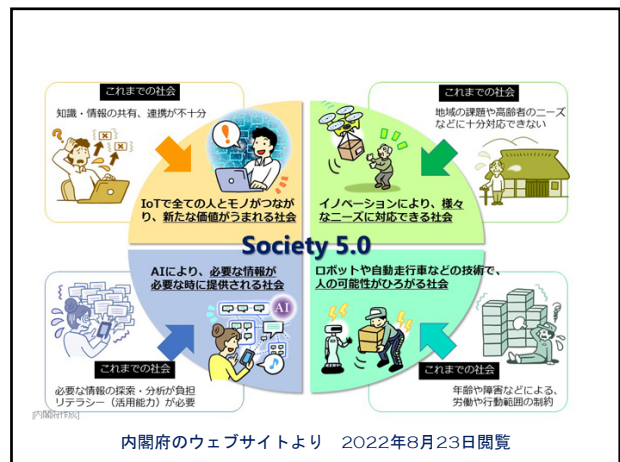 これまでの社会
知識・情報の共有、連携が不十分
IoTで全ての人とモノがつなが
り、新たな価値がうまれる社会
これまでの社会
地域の課題や高齢者のニーズ
などに十分対応できない
イノベーションにより、様々
なニーズに対応できる社会
Society 5.0
AIにより、必要な情報が
必要な時に提供される社会
AI
これまでの社会
必要な情報の探索・分析が負担
リテラシー（活用能力）が必要
ロボットや自動走行車などの技術で、
人の可能性がひろがる社会
これまでの社会
年齢や障害などによる、
労働や行動範囲の制約
[内閣府作成]
内閣府のウェブサイトより　2022年8月23日閲覧